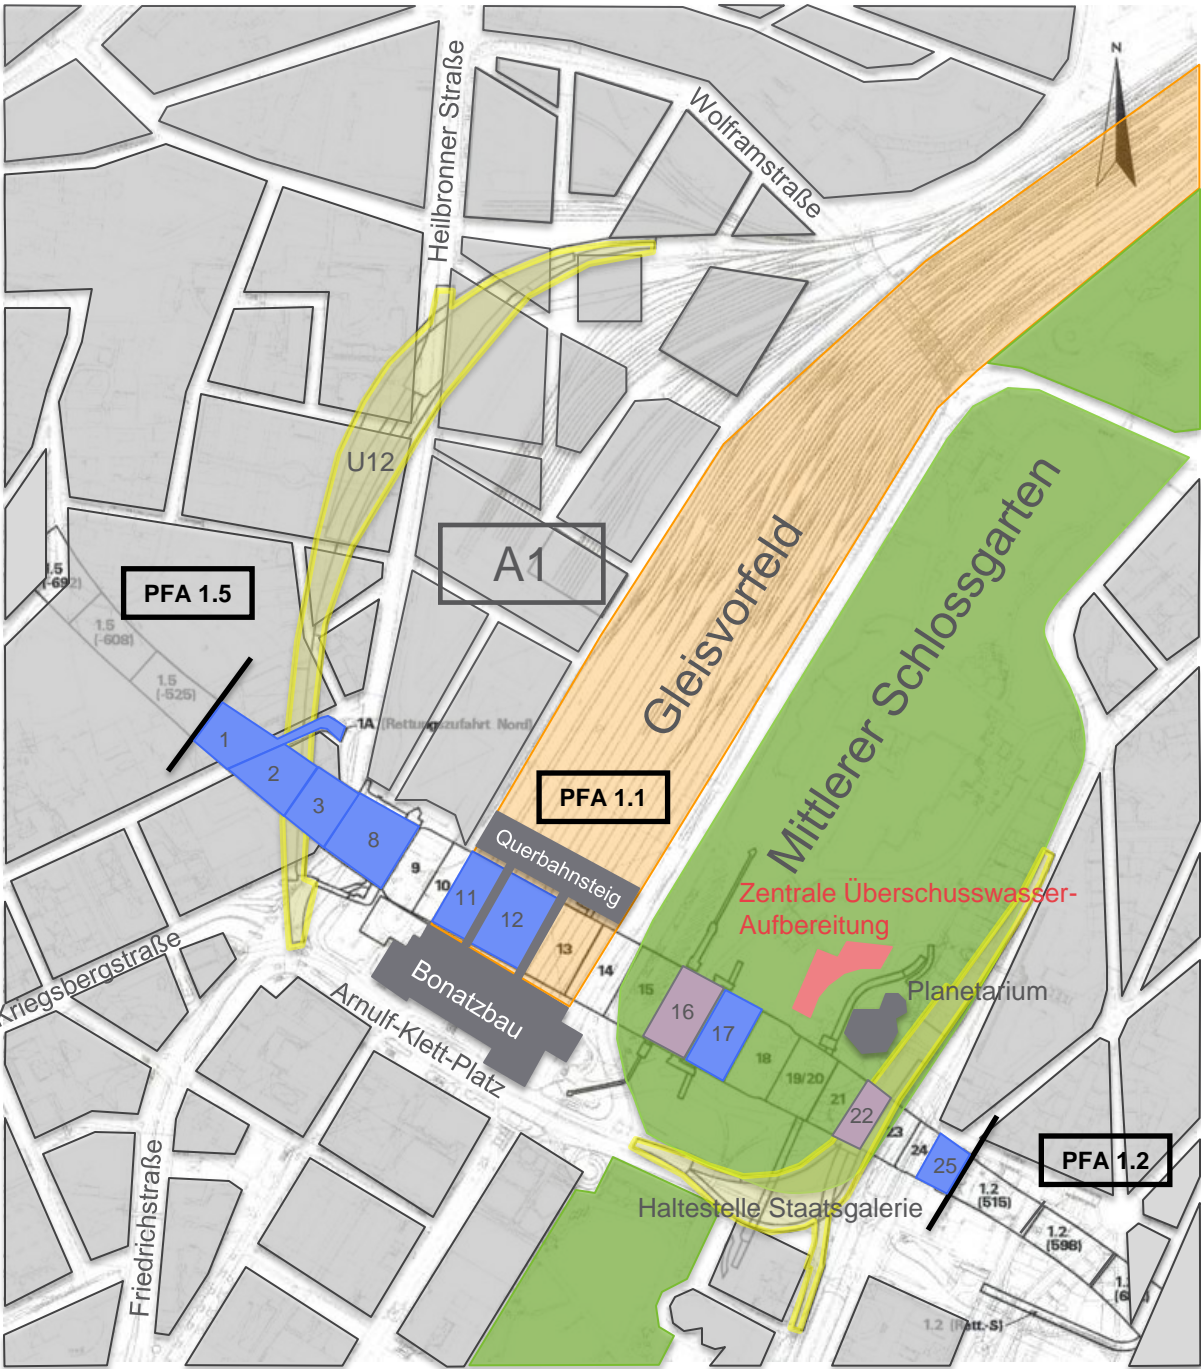 N
Heilbronner Straße
Wolframstraße
U12
A1
1.5
(-692)
PFA 1.5
1.5
(-608)
1.5
(-525)
Gleisvorfeld
Mittlerer Schlossgarten
1A (Rettungszufahrt Nord)
1
2
3
8
9
10
11
12
13
14
15
16
17
18
19/20
21
22
23
24
25
PFA 1.1
Querbahnsteig
Zentrale Überschusswasser-
Aufbereitung
Planetarium
Bonatzbau
Kriegsbergstraße
Arnulf-Klett-Platz
Friedrichstraße
Haltestelle Staatsgalerie
PFA 1.2
1.2
(515)
1.2
(598)
1.2 (Rett.-S)